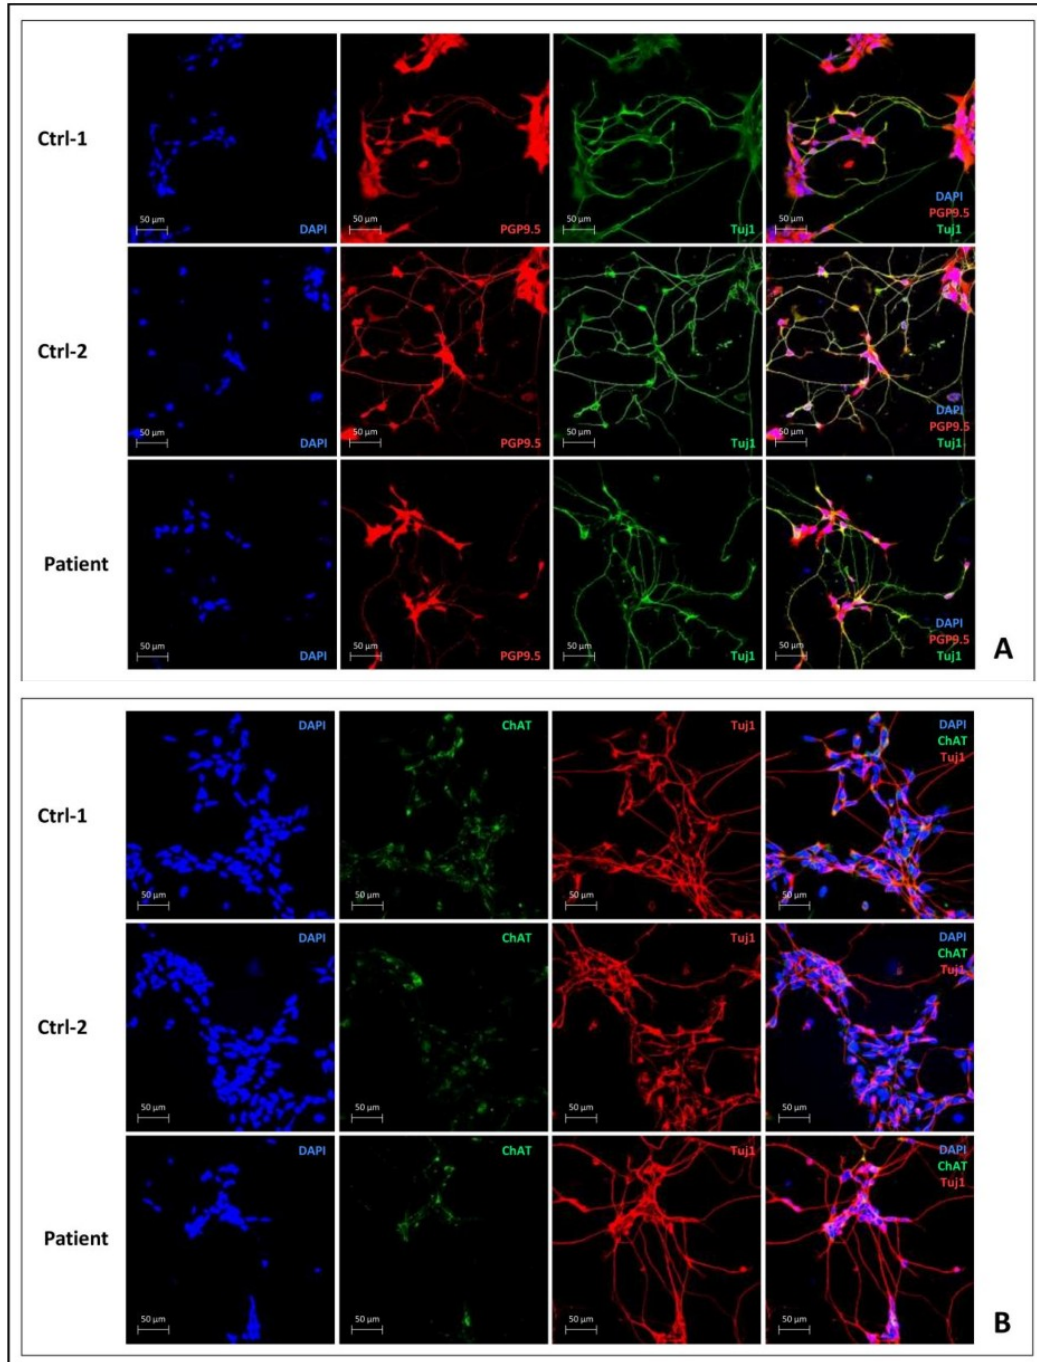 Ctrl-1
50 µm
DAPI
50 µm
PGP9.5
50 µm
Tuj1
50 µm
DAPI
PGP9.5
Tuj1
Ctrl-2
50 µm
DAPI
50 µm
PGP9.5
50 µm
Tuj1
50 µm
DAPI
PGP9.5
Tuj1
Patient
50 µm
DAPI
50 µm
PGP9.5
50 µm
Tuj1
50 µm
DAPI
PGP9.5
Tuj1
A
Ctrl-1
DAPI
50 µm
ChAT
50 µm
Tuj1
50 µm
DAPI
ChAT
Tuj1
50 µm
Ctrl-2
DAPI
50 µm
ChAT
50 µm
Tuj1
50 µm
DAPI
ChAT
Tuj1
50 µm
Patient
DAPI
50 µm
ChAT
50 µm
Tuj1
50 µm
DAPI
ChAT
Tuj1
50 µm
B